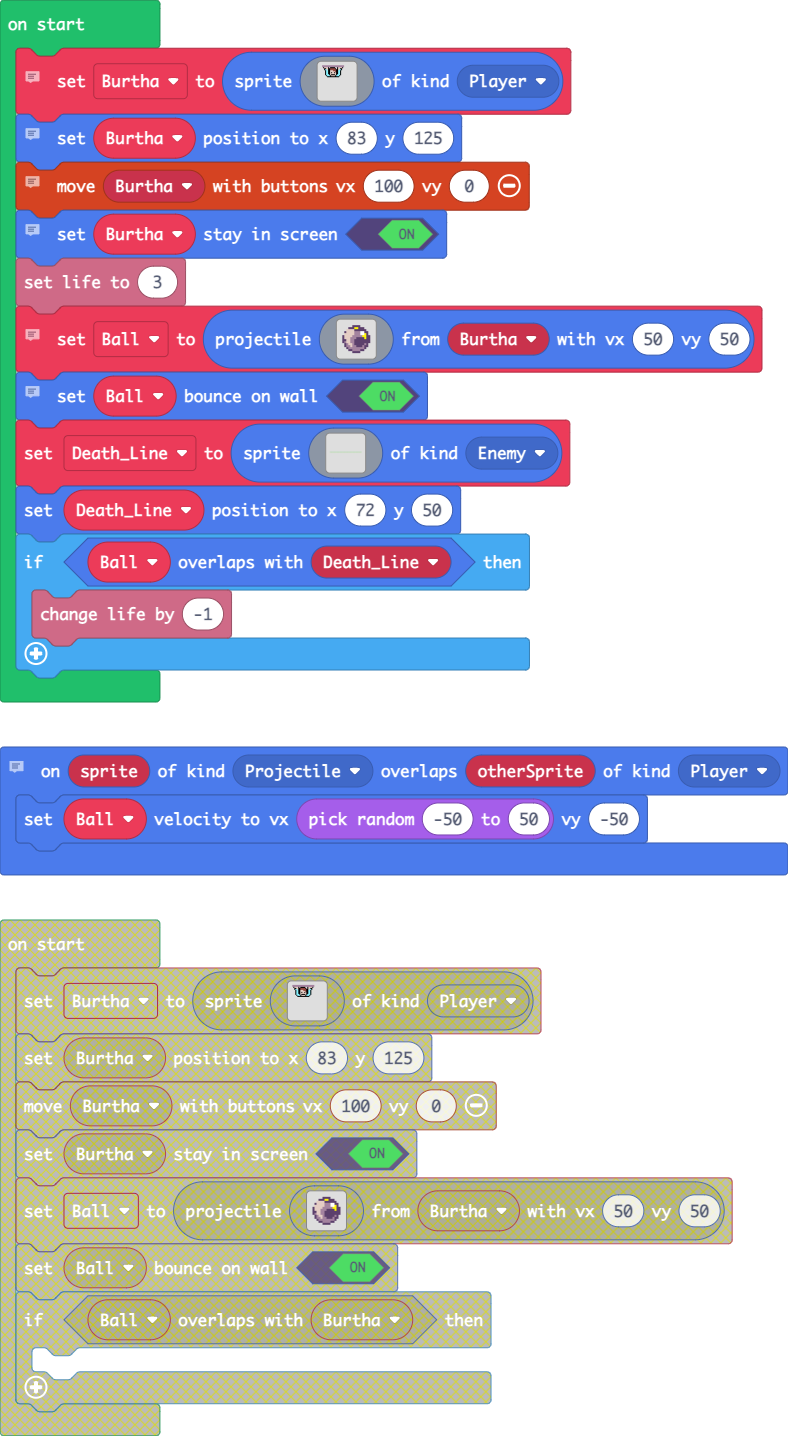 on start
set Burtha to sprite of kind Player
set Burtha position to x 83 y 125
move Burtha with buttons vx 100 vy 0
set Burtha stay in screen ON
set life to 3
set Ball to projectile from Burtha with vx 50 vy 50
set Ball bounce on wall ON
set Death_Line to sprite of kind Enemy
set Death_Line position to x 72 y 50
if Ball overlaps with Death_Line then
change life by -1
on sprite of kind Projectile overlaps otherSprite of kind Player
set Ball velocity to vx pick random -50 to 50 vy -50
on start
set Burtha to sprite of kind Player
set Burtha position to x 83 y 125
move Burtha with buttons vx 100 vy 0
set Burtha stay in screen ON
set Ball to projectile from Burtha with vx 50 vy 50
set Ball bounce on wall ON
if Ball overlaps with Burtha then